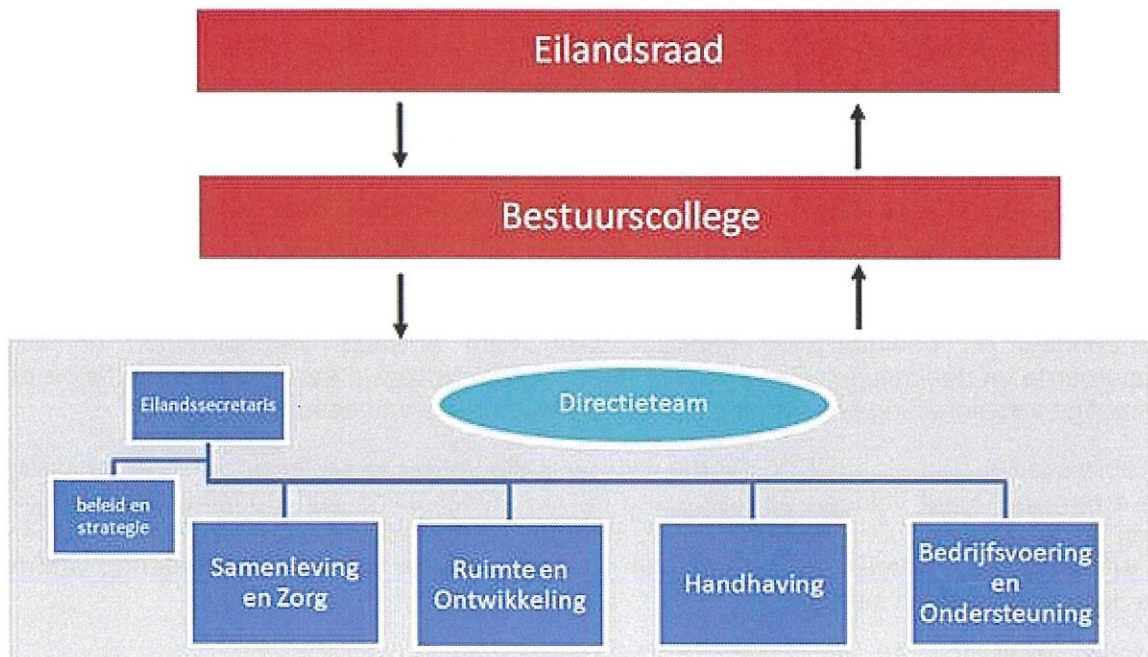 Eilandsraad
Bestuurscollege
Eilandssecretaris
Directieteam
beleid en
strategie
Samenleving
en Zorg
Ruimte en
Ontwikkeling
Handhaving
Bedrijfsvoering
en
Ondersteuning